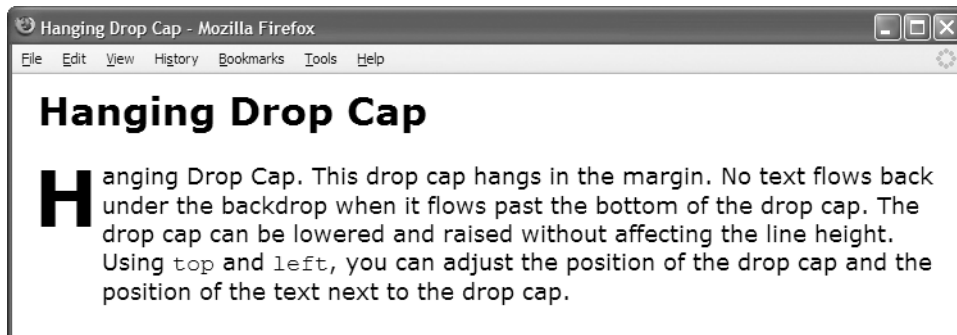 Hanging Drop Cap - Mozilla Firefox
File Edit View History Bookmarks Tools Help
Hanging Drop Cap
Hanging Drop Cap. This drop cap hangs in the margin. No text flows back
under the backdrop when it flows past the bottom of the drop cap. The
drop cap can be lowered and raised without affecting the line height.
Using top and left, you can adjust the position of the drop cap and the
position of the text next to the drop cap.